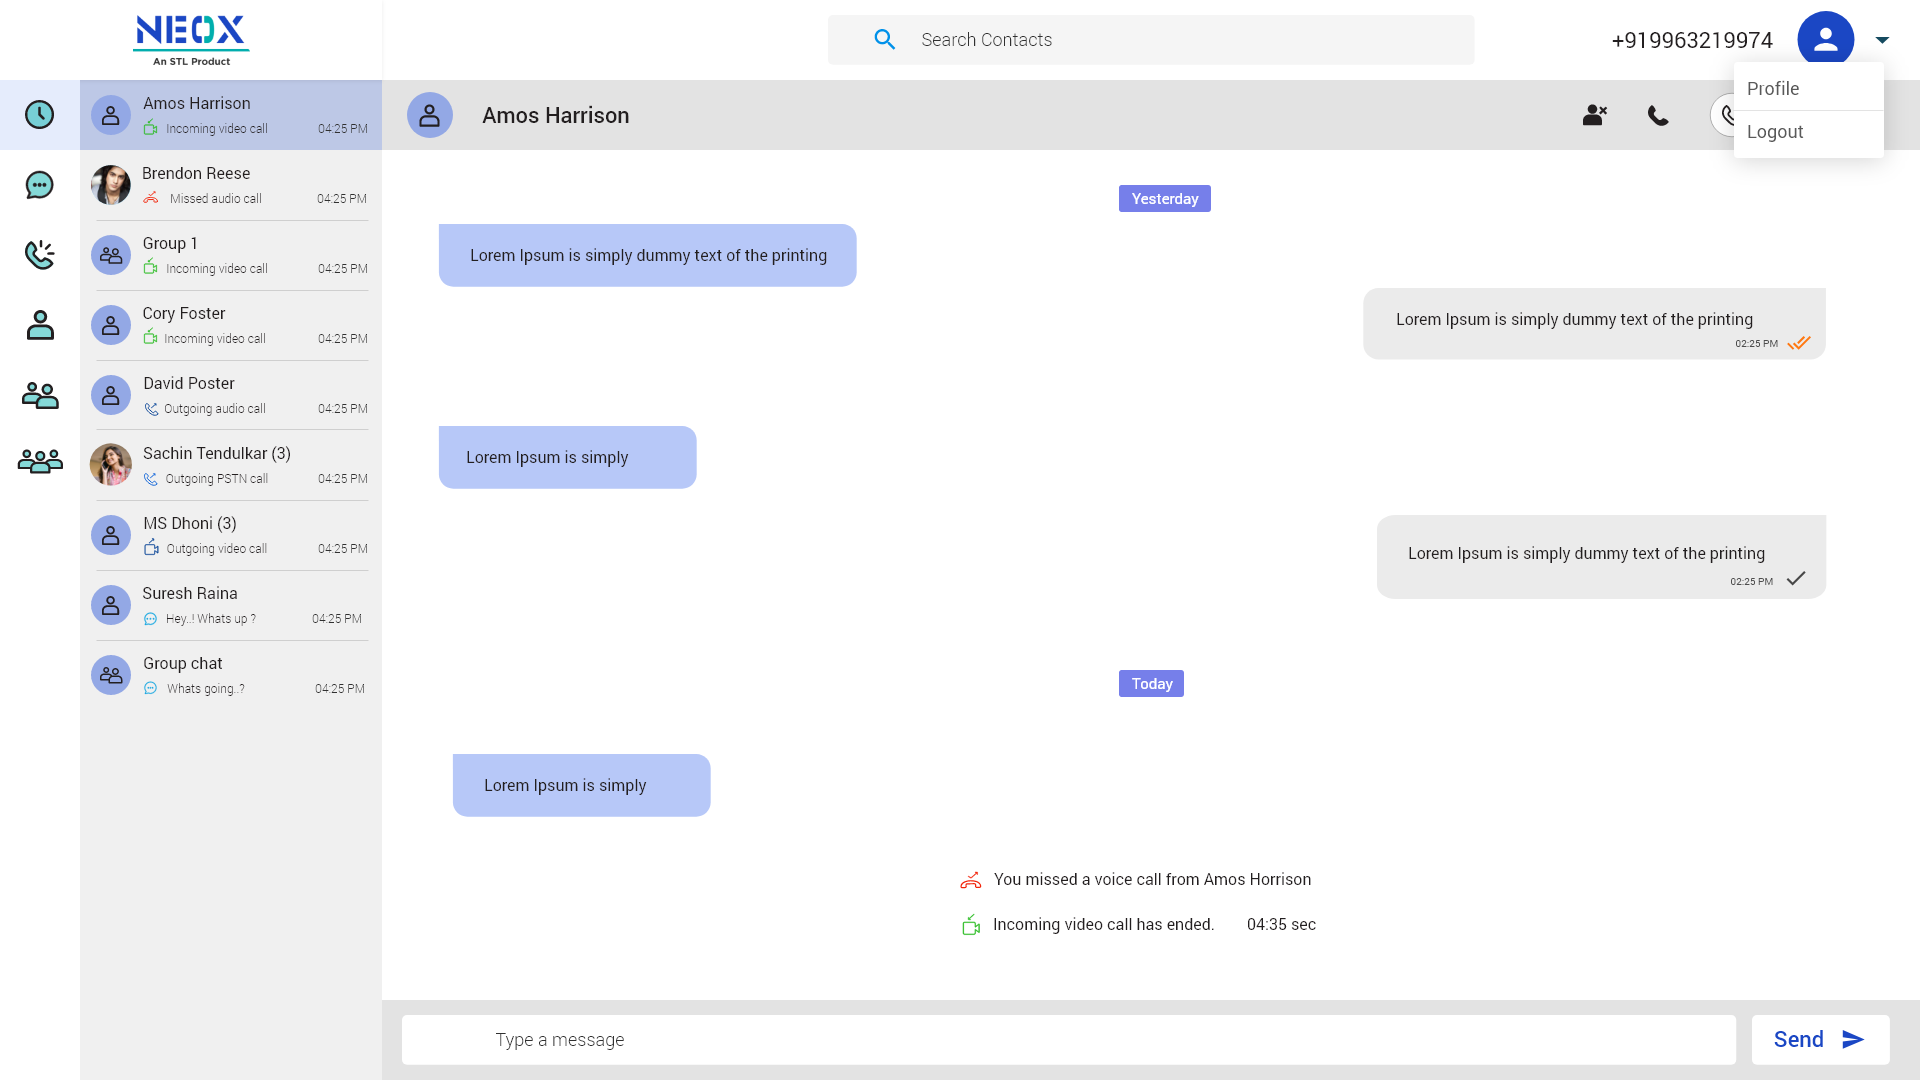 NEOX
An STL Product
Search Contacts
+919963219974
Profile
Logout
Amos Harrison
Incoming video call 04:25 PM
Brendon Reese
Missed audio call 04:25 PM
Group 1
Incoming video call 04:25 PM
Cory Foster
Incoming video call 04:25 PM
David Poster
Outgoing audio call 04:25 PM
Sachin Tendulkar (3)
Outgoing PSTN call 04:25 PM
MS Dhoni (3)
Outgoing video call 04:25 PM
Suresh Raina
Hey..! Whats up ? 04:25 PM
Group chat
Whats going..? 04:25 PM
Amos Harrison
Yesterday
Lorem Ipsum is simply dummy text of the printing
Lorem Ipsum is simply dummy text of the printing
02:25 PM
Lorem Ipsum is simply
Lorem Ipsum is simply dummy text of the printing
02:25 PM
Today
Lorem Ipsum is simply
You missed a voice call from Amos Horrison
Incoming video call has ended. 04:35 sec
Type a message
Send